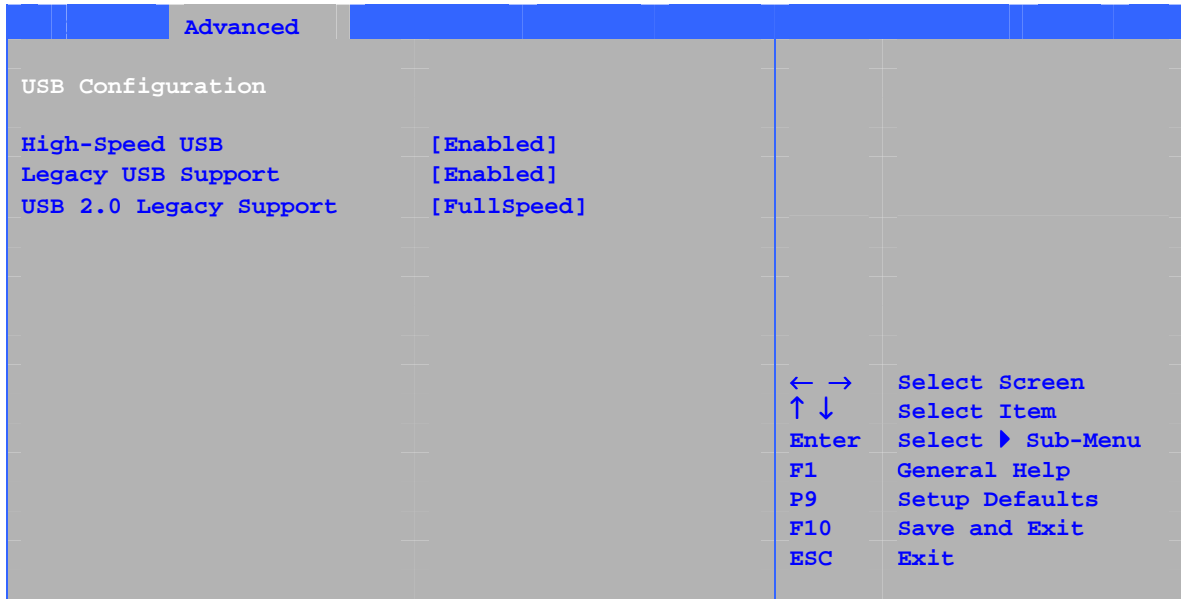 Advanced
USB Configuration
High-Speed USB [Enabled]
Legacy USB Support [Enabled]
USB 2.0 Legacy Support [FullSpeed]
← → Select Screen
↑ ↓ Select Item
Enter Select ▶ Sub-Menu
F1 General Help
P9 Setup Defaults
F10 Save and Exit
ESC Exit